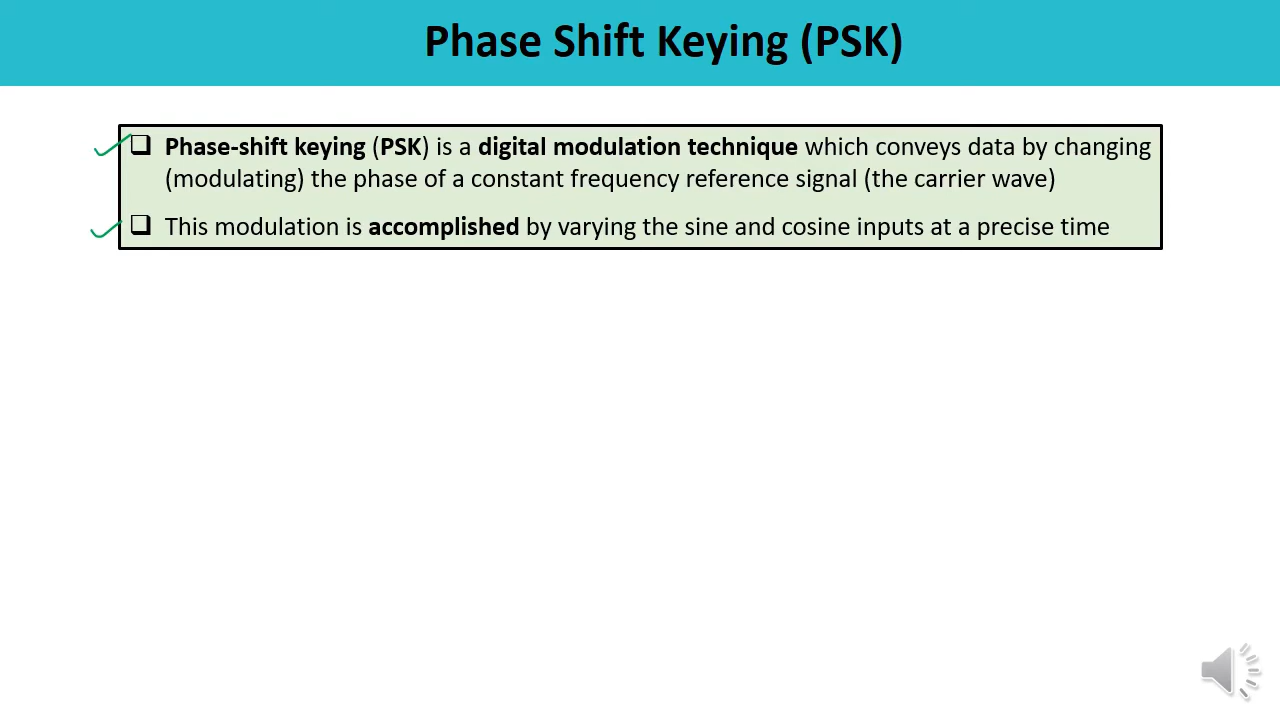 Phase Shift Keying (PSK)
Phase-shift keying (PSK) is a digital modulation technique which conveys data by changing
(modulating) the phase of a constant frequency reference signal (the carrier wave)
This modulation is accomplished by varying the sine and cosine inputs at a precise time